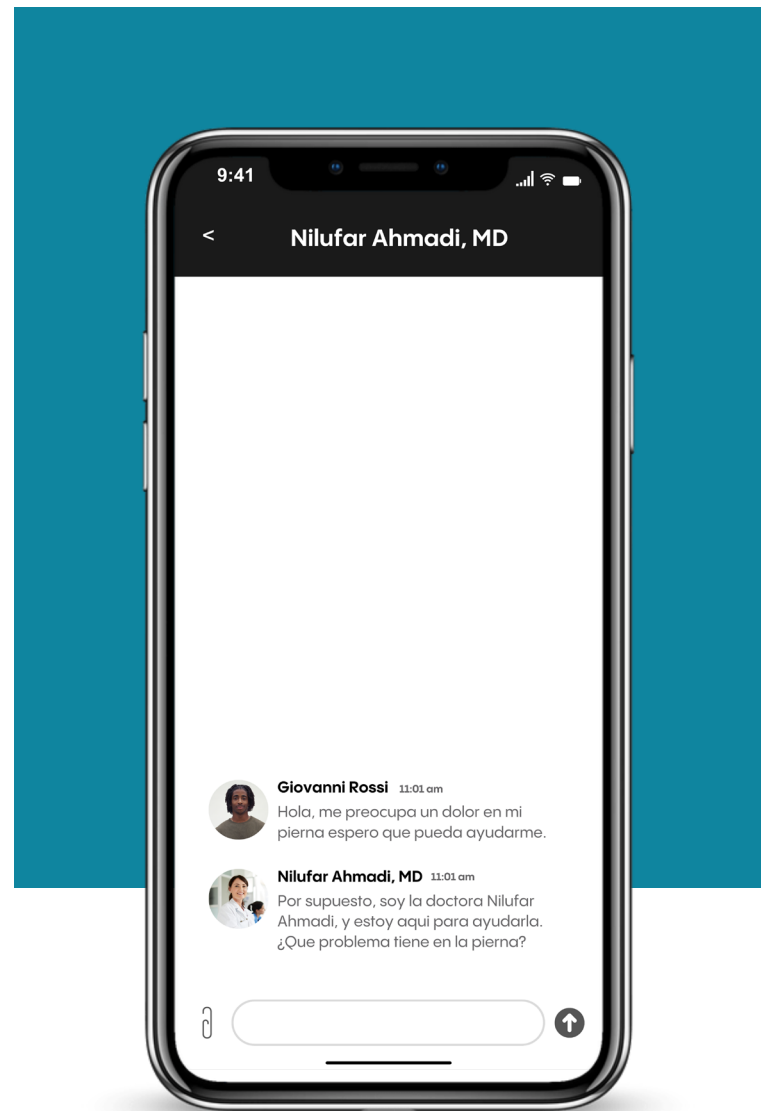 9:41
< Nilufar Ahmadi, MD
Giovanni Rossi 11:01 am
Hola, me preocupa un dolor en mi
pierna espero que pueda ayudarme.
Nilufar Ahmadi, MD 11:01 am
Por supuesto, soy la doctora Nilufar
Ahmadi, y estoy aqui para ayudarla.
¿Que problema tiene en la pierna?